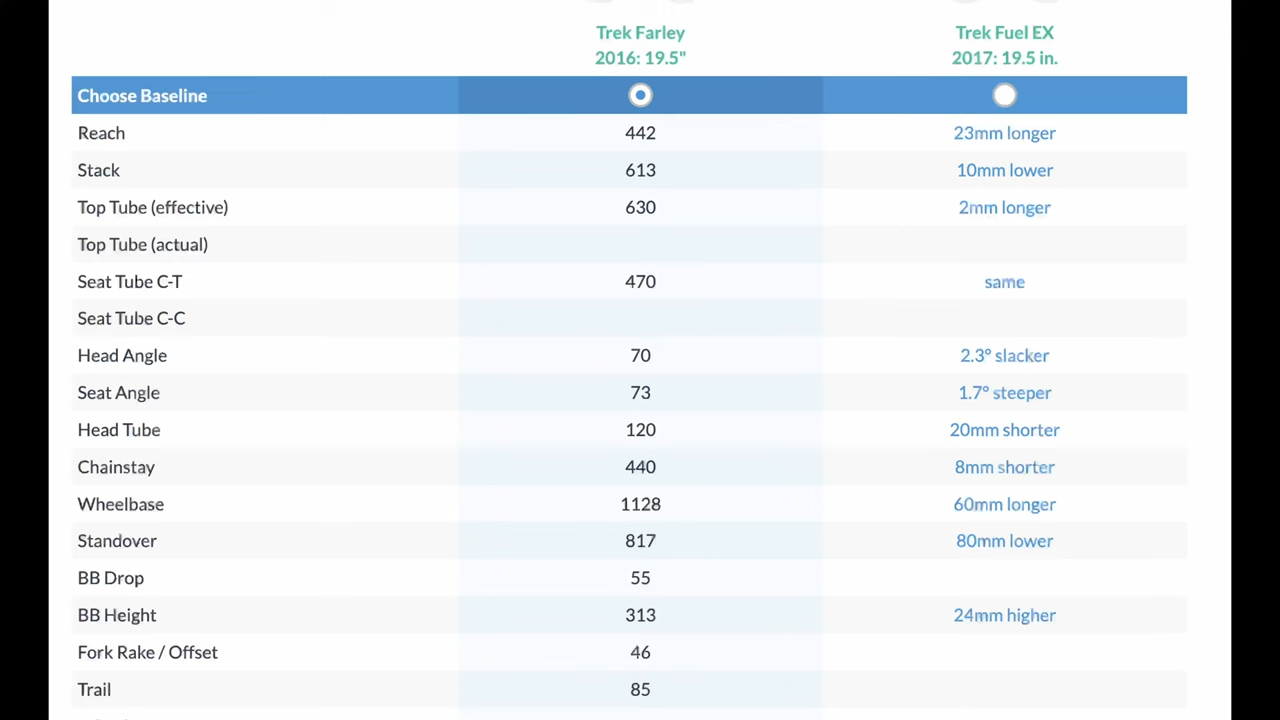 Trek Farley Trek Fuel EX
2016: 19.5" 2017: 19.5 in.
Choose Baseline
Reach 442 23mm longer
Stack 613 10mm lower
Top Tube (effective) 630 2mm longer
Top Tube (actual)
Seat Tube C-T 470 same
Seat Tube C-C
Head Angle 70 2.3° slacker
Seat Angle 73 1.7° steeper
Head Tube 120 20mm shorter
Chainstay 440 8mm shorter
Wheelbase 1128 60mm longer
Standover 817 80mm lower
BB Drop 55
BB Height 313 24mm higher
Fork Rake / Offset 46
Trail 85